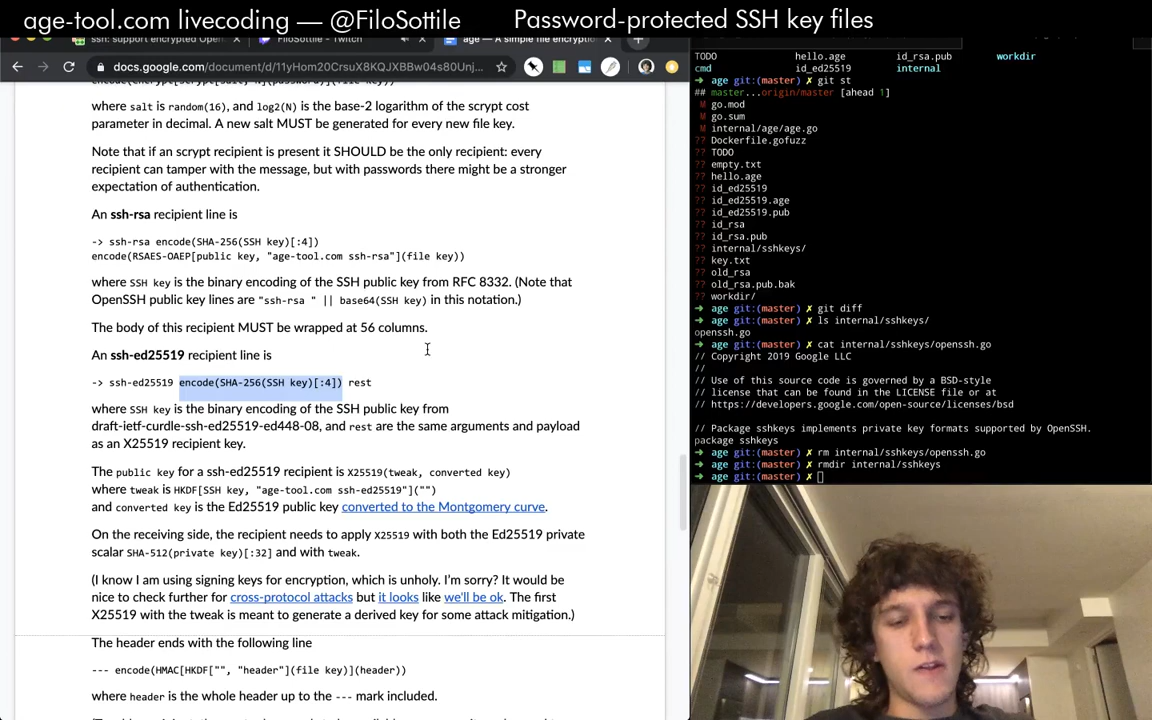 age-tool.com livecoding — @FiloSottile
Password-protected SSH key files
ssh: support encrypted Open
FiloSottile - Twitch
age — A simple file encryptio
docs.google.com/document/d/11yHom20CrsuX8KQJXBBw04s80Unj...
where salt is random(16), and log2(N) is the base-2 logarithm of the scrypt cost
parameter in decimal. A new salt MUST be generated for every new file key.
Note that if an scrypt recipient is present it SHOULD be the only recipient: every
recipient can tamper with the message, but with passwords there might be a stronger
expectation of authentication.
An ssh-rsa recipient line is
-> ssh-rsa encode(SHA-256(SSH key)[:4])
encode(RSAES-OAEP[public key, "age-tool.com ssh-rsa"](file key))
where SSH key is the binary encoding of the SSH public key from RFC 8332. (Note that
OpenSSH public key lines are "ssh-rsa " || base64(SSH key) in this notation.)
The body of this recipient MUST be wrapped at 56 columns.
An ssh-ed25519 recipient line is
-> ssh-ed25519 encode(SHA-256(SSH key)[:4]) rest
where SSH key is the binary encoding of the SSH public key from
draft-ietf-curdle-ssh-ed25519-ed448-08, and rest are the same arguments and payload
as an X25519 recipient key.
The public key for a ssh-ed25519 recipient is X25519(tweak, converted key)
where tweak is HKDF[SSH key, "age-tool.com ssh-ed25519"]("")
and converted key is the Ed25519 public key converted to the Montgomery curve.
On the receiving side, the recipient needs to apply X25519 with both the Ed25519 private
scalar SHA-512(private key)[:32] and with tweak.
(I know I am using signing keys for encryption, which is unholy. I'm sorry? It would be
nice to check further for cross-protocol attacks but it looks like we'll be ok. The first
X25519 with the tweak is meant to generate a derived key for some attack mitigation.)
The header ends with the following line
--- encode(HMAC[HKDF["", "header"](file key)](header))
where header is the whole header up to the --- mark included.
TODO hello.age id_rsa.pub workdir
cmd id_ed25519 internal
➜ age git:(master) ✗ git st
## master...origin/master [ahead 1]
M go.mod
M go.sum
M internal/age/age.go
?? Dockerfile.gofuzz
?? TODO
?? empty.txt
?? hello.age
?? id_ed25519
?? id_ed25519.age
?? id_ed25519.pub
?? id_rsa
?? id_rsa.pub
?? internal/sshkeys/
?? key.txt
?? old_rsa
?? old_rsa.pub.bak
?? workdir/
➜ age git:(master) ✗ git diff
➜ age git:(master) ✗ ls internal/sshkeys/
openssh.go
➜ age git:(master) ✗ cat internal/sshkeys/openssh.go
// Copyright 2019 Google LLC
//
// Use of this source code is governed by a BSD-style
// license that can be found in the LICENSE file or at
// https://developers.google.com/open-source/licenses/bsd
// Package sshkeys implements private key formats supported by OpenSSH.
package sshkeys
➜ age git:(master) ✗ rm internal/sshkeys/openssh.go
➜ age git:(master) ✗ rmdir internal/sshkeys
➜ age git:(master) ✗